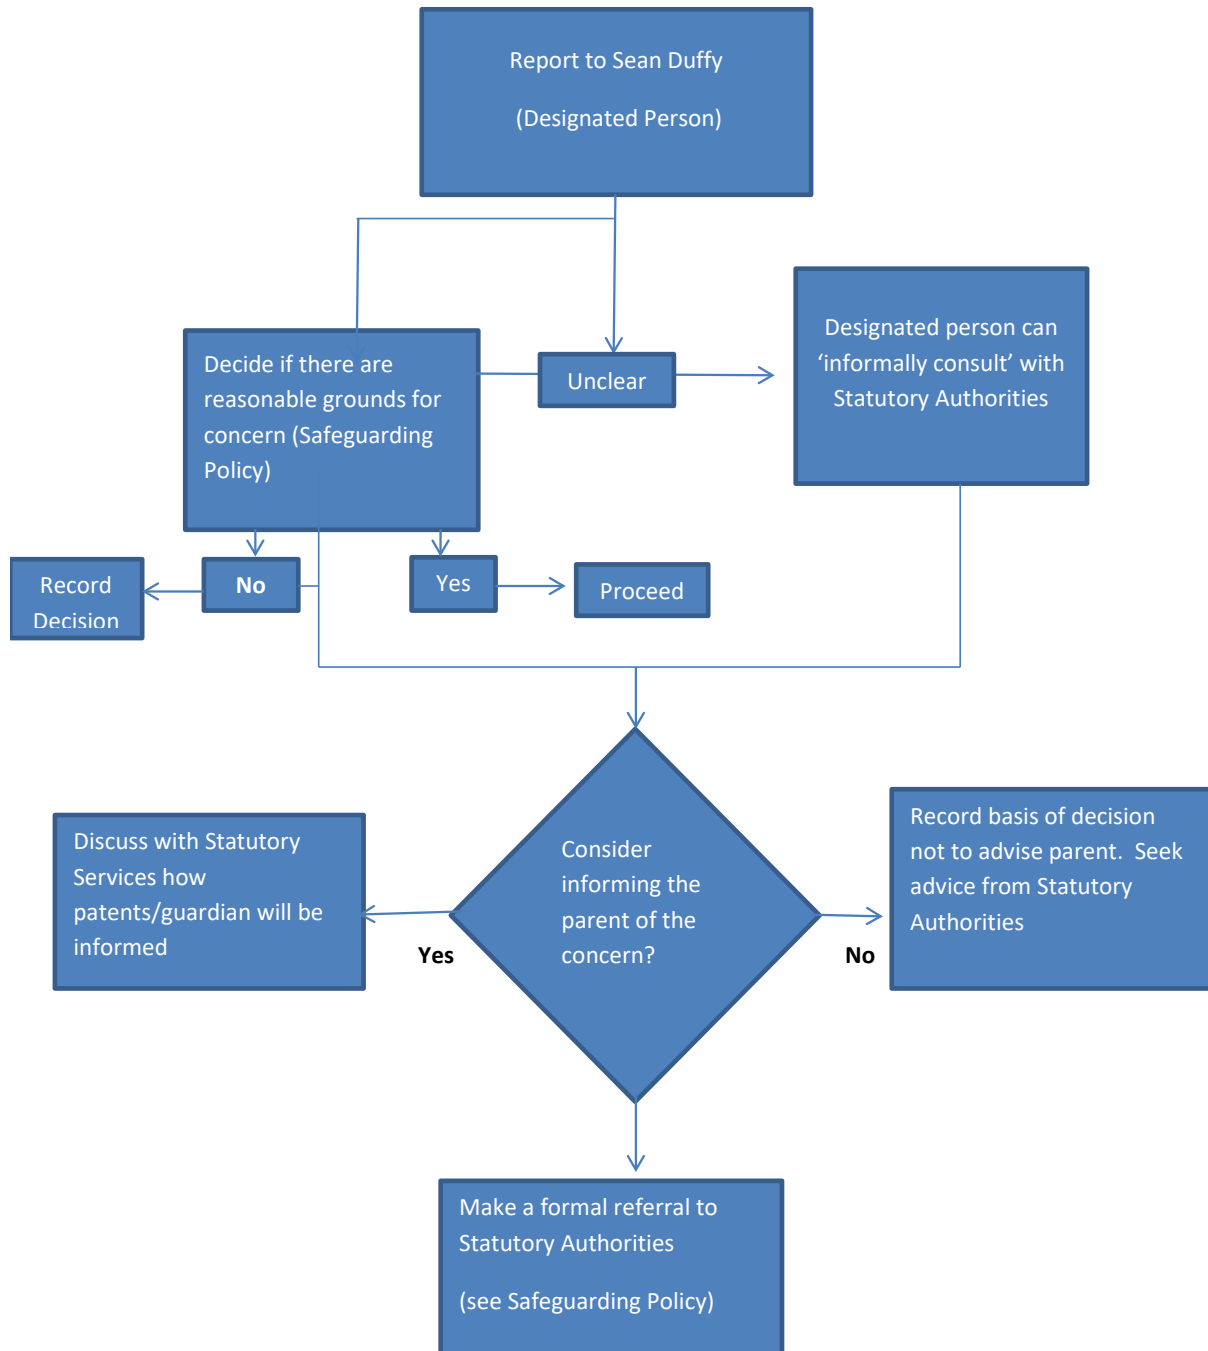 Report to Sean Duffy
(Designated Person)
Designated person can
‘informally consult’ with
Statutory Authorities
Decide if there are
reasonable grounds for
concern (Safeguarding
Policy)
Unclear
Record
Decision
No
Yes
Proceed
Discuss with Statutory
Services how
patents/guardian will be
informed
Consider
informing the
parent of the
concern?
Record basis of decision
not to advise parent.  Seek
advice from Statutory
Authorities
Yes
No
Make a formal referral to
Statutory Authorities
(see Safeguarding Policy)